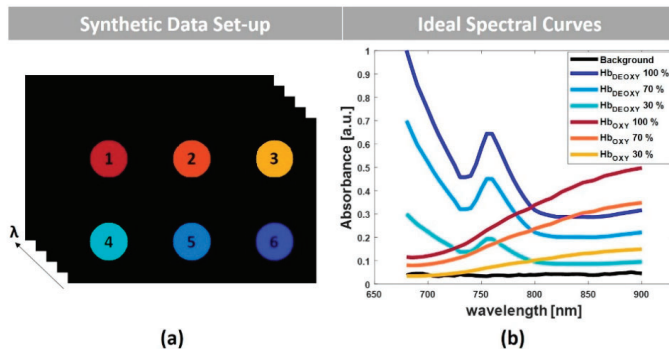 Synthetic Data Set-up
Ideal Spectral Curves
1 2 3
4 5 6
λ
(a)
Absorbance [a.u.]
1
0.9
0.8
0.7
0.6
0.5
0.4
0.3
0.2
0.1
0
650 700 750 800 850 900
wavelength [nm]
Background
HbDEOXY 100 %
HbDEOXY 70 %
HbDEOXY 30 %
HbOXY 100 %
HbOXY 70 %
HbOXY 30 %
(b)